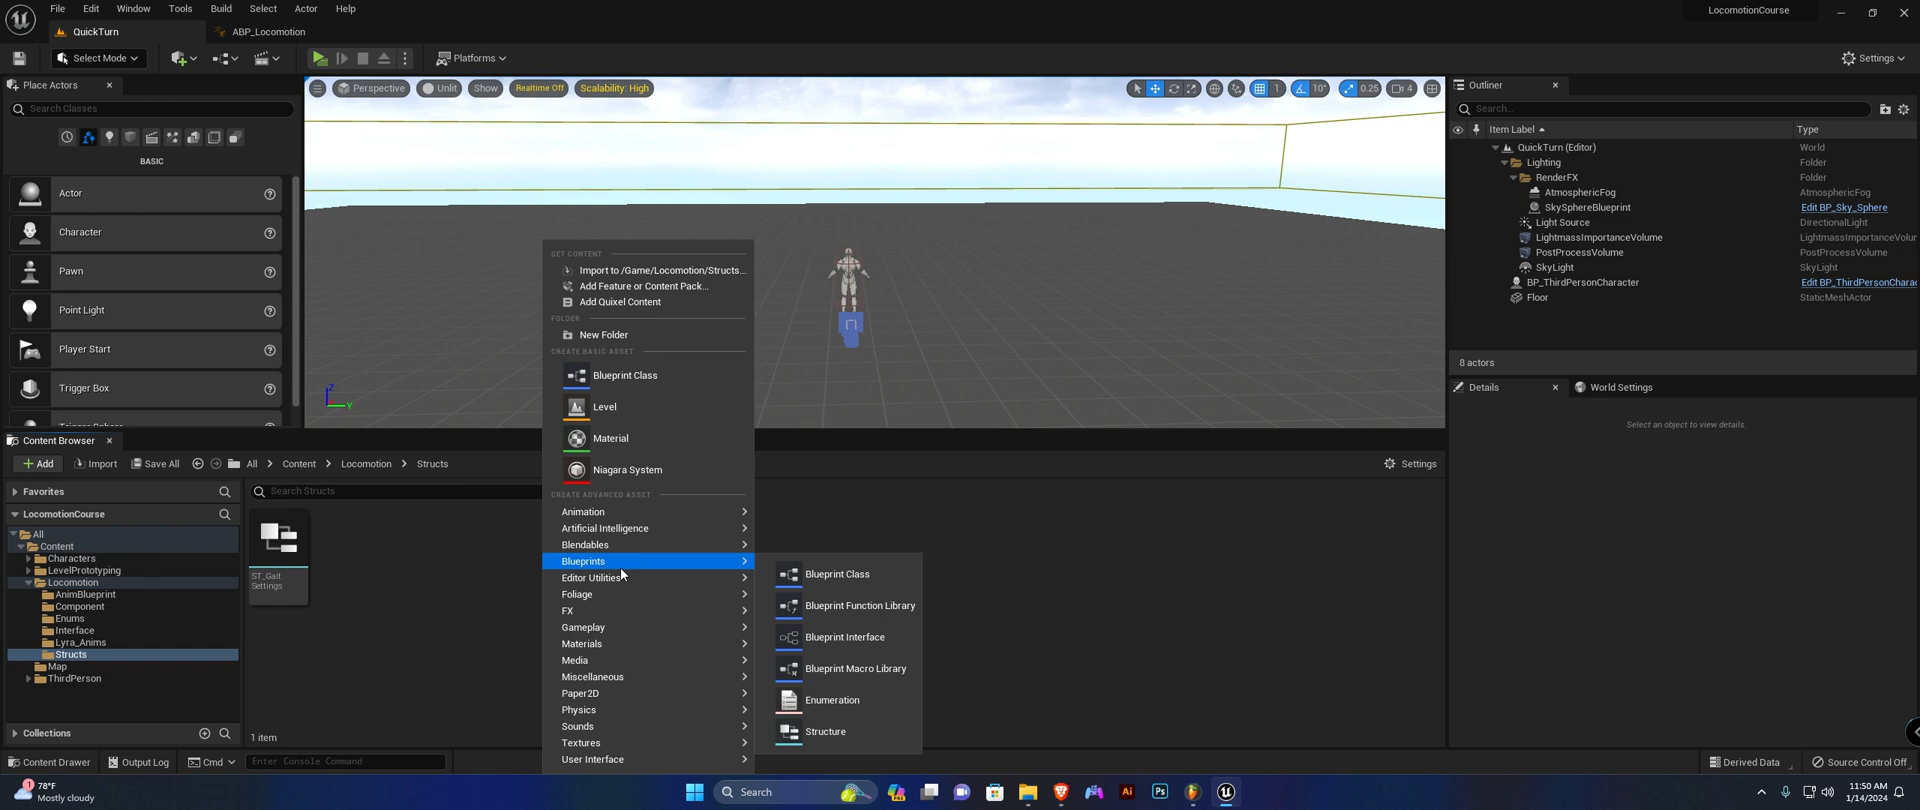 File Edit Window Tools Build Select Actor Help
LocomotionCourse
QuickTurn
ABP_Locomotion
Select Mode
Platforms
Settings
Place Actors
Search Classes
BASIC
Actor
Character
Pawn
Point Light
Player Start
Trigger Box
Perspective
Unlit
Show
Realtime Off
Scalability: High
1
10°
0.25
4
Z
Y
Outliner
Search...
Item Label
Type
QuickTurn (Editor) World
Lighting Folder
RenderFX Folder
AtmosphericFog AtmosphericFog
SkySphereBlueprint Edit BP_Sky_Sphere
Light Source DirectionalLight
LightmassImportanceVolume LightmassImportanceVolur
PostProcessVolume PostProcessVolume
SkyLight SkyLight
BP_ThirdPersonCharacter Edit BP_ThirdPersonCharac
Floor StaticMeshActor
8 actors
Details
World Settings
Select an object to view details.
GET CONTENT
Import to /Game/Locomotion/Structs...
Add Feature or Content Pack...
Add Quixel Content
FOLDER
New Folder
CREATE BASIC ASSET
Blueprint Class
Level
Material
Niagara System
CREATE ADVANCED ASSET
Animation
Artificial Intelligence
Blendables
Blueprints
Editor Utilities
Foliage
FX
Gameplay
Materials
Media
Miscellaneous
Paper2D
Physics
Sounds
Textures
User Interface
Blueprint Class
Blueprint Function Library
Blueprint Interface
Blueprint Macro Library
Enumeration
Structure
Content Browser
Add
Import
Save All
All
Content
Locomotion
Structs
Settings
Favorites
LocomotionCourse
All
Content
Characters
LevelPrototyping
Locomotion
AnimBlueprint
Component
Enums
Interface
Lyra_Anims
Structs
Map
ThirdPerson
Collections
Search Structs
ST_Gait
Settings
1 item
Content Drawer
Output Log
Cmd
Enter Console Command
Derived Data
Source Control Off
1
78°F
Mostly cloudy
Search
Ai
Ps
11:50 AM
1/14/2024